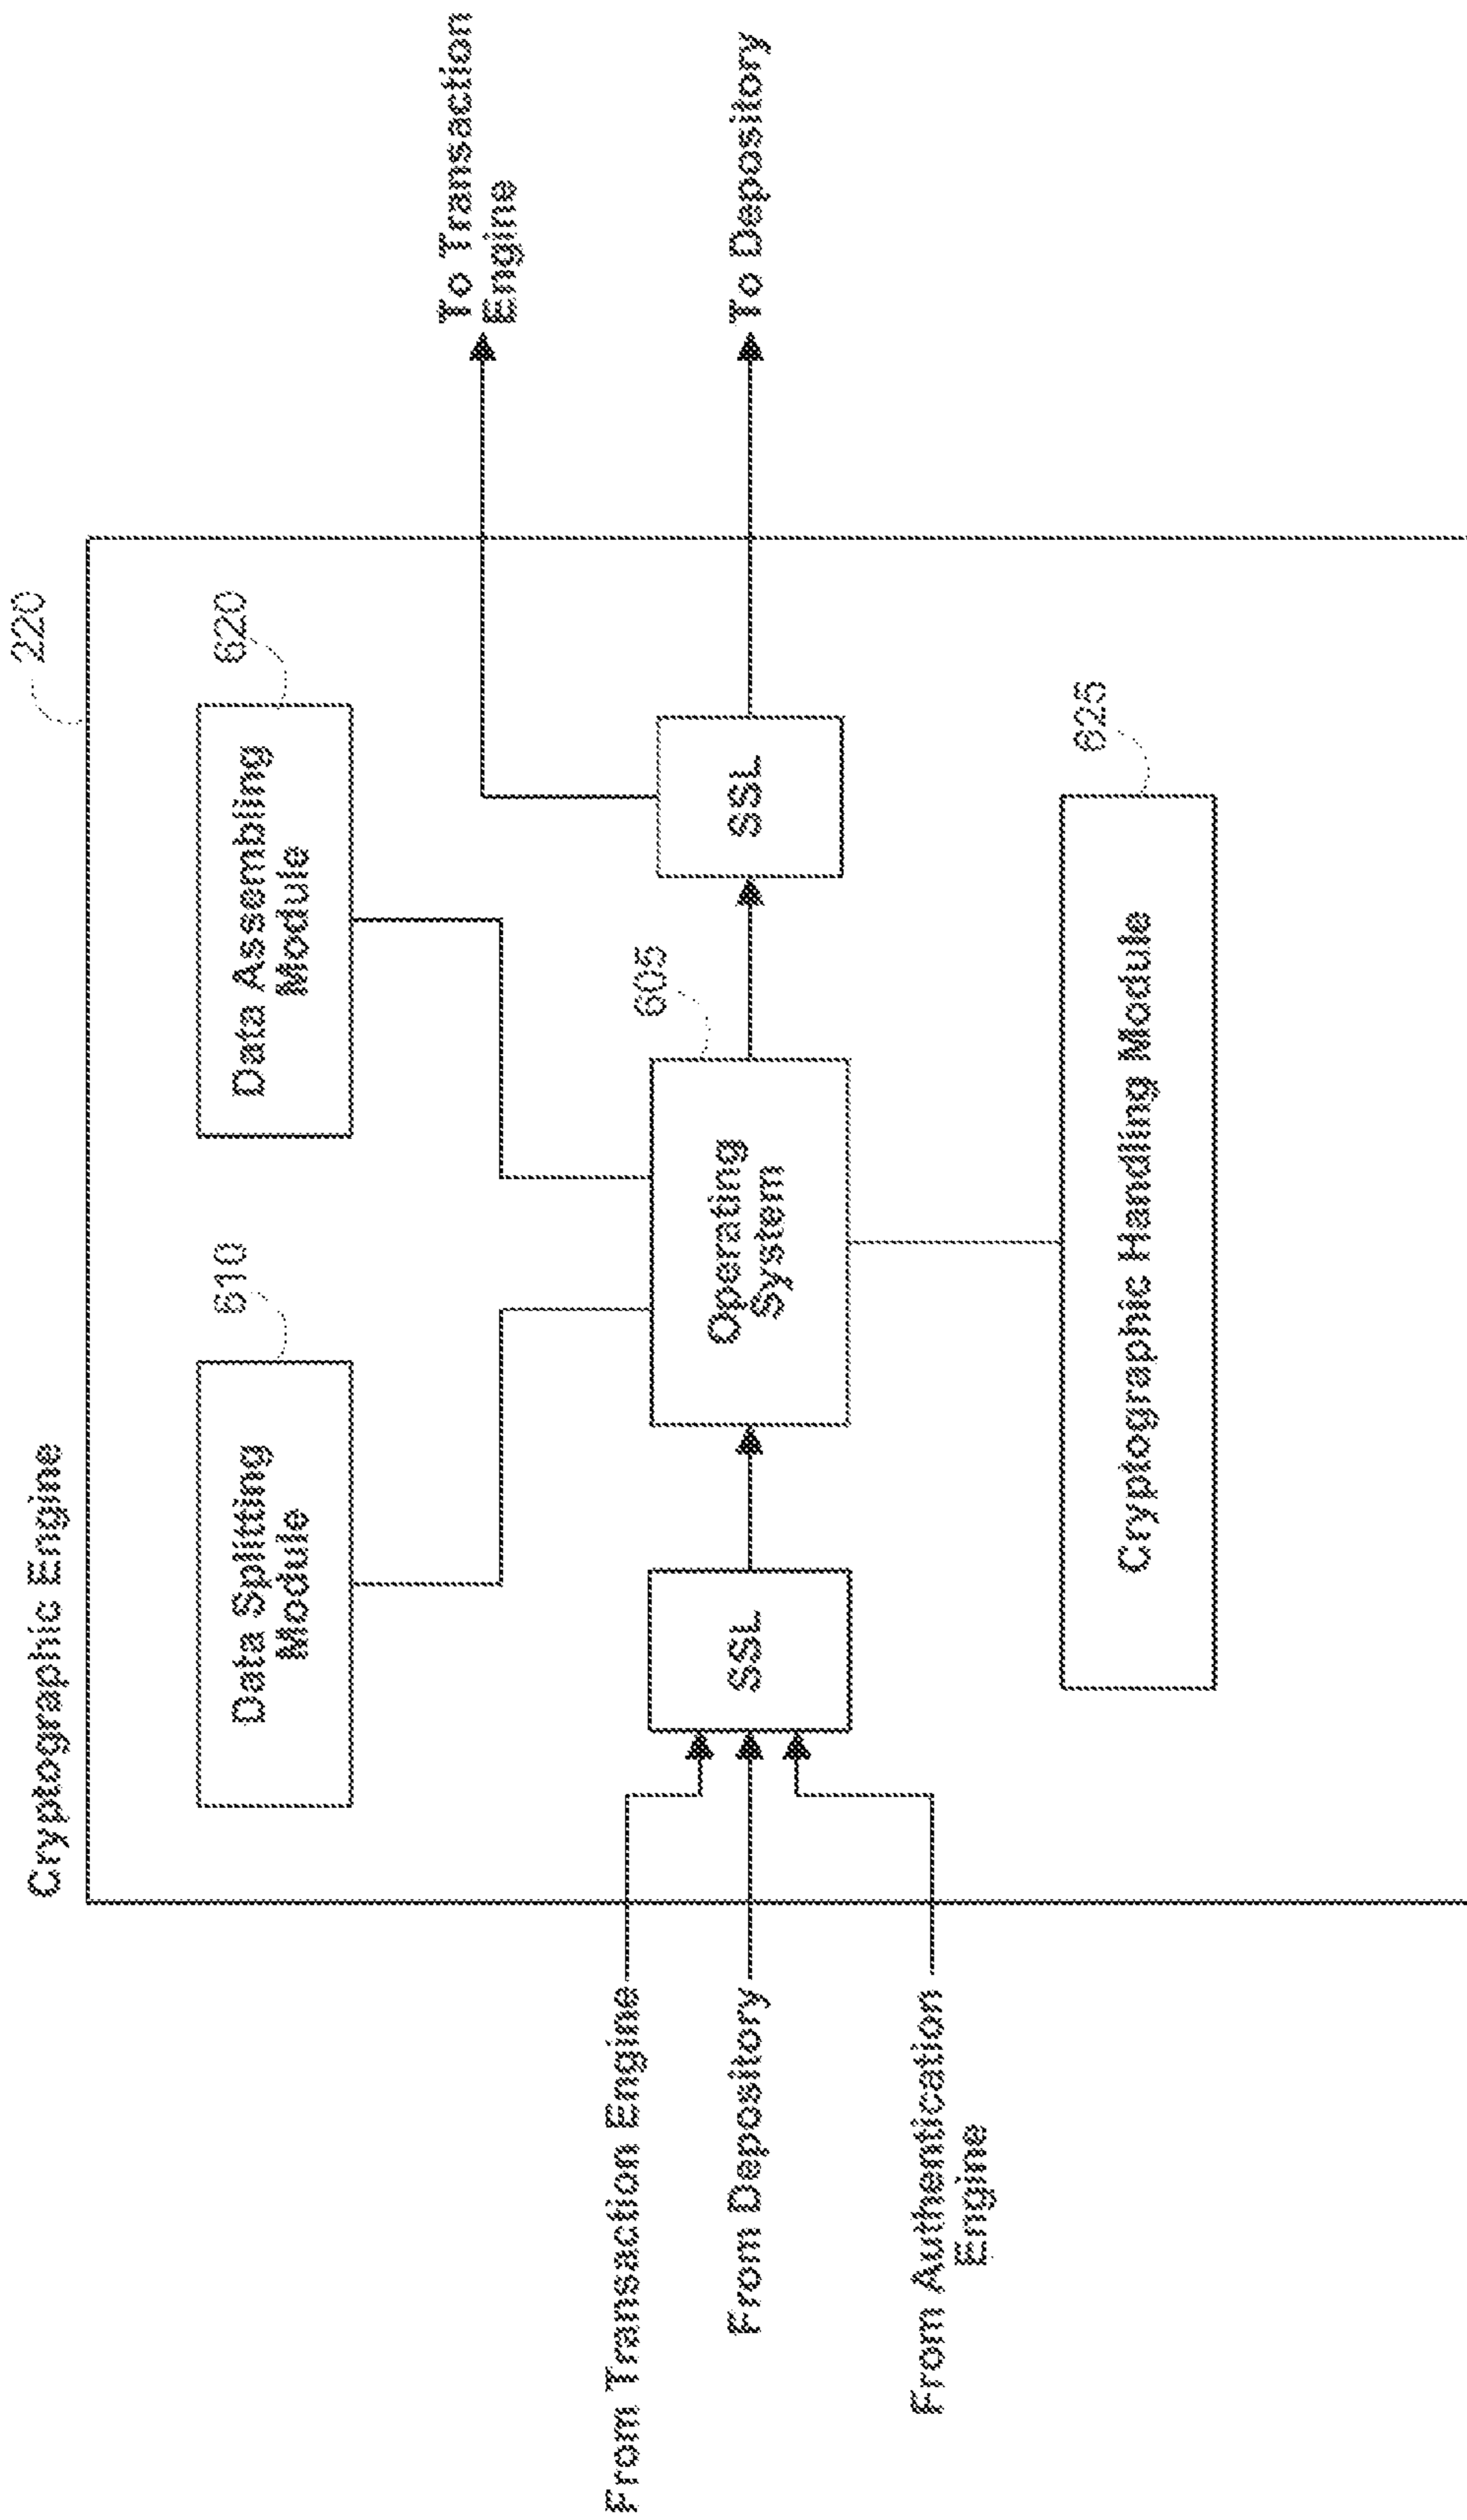 Cryptographic Engine
220
Data Splitting
Module
610
Data Assembling
Module
620
To Transaction
Engine
From Transaction Engine
From Depository
From Authentication
Engine
SSL
Operating
System
605
SSL
To Depository
Cryptographic Handling Module
625